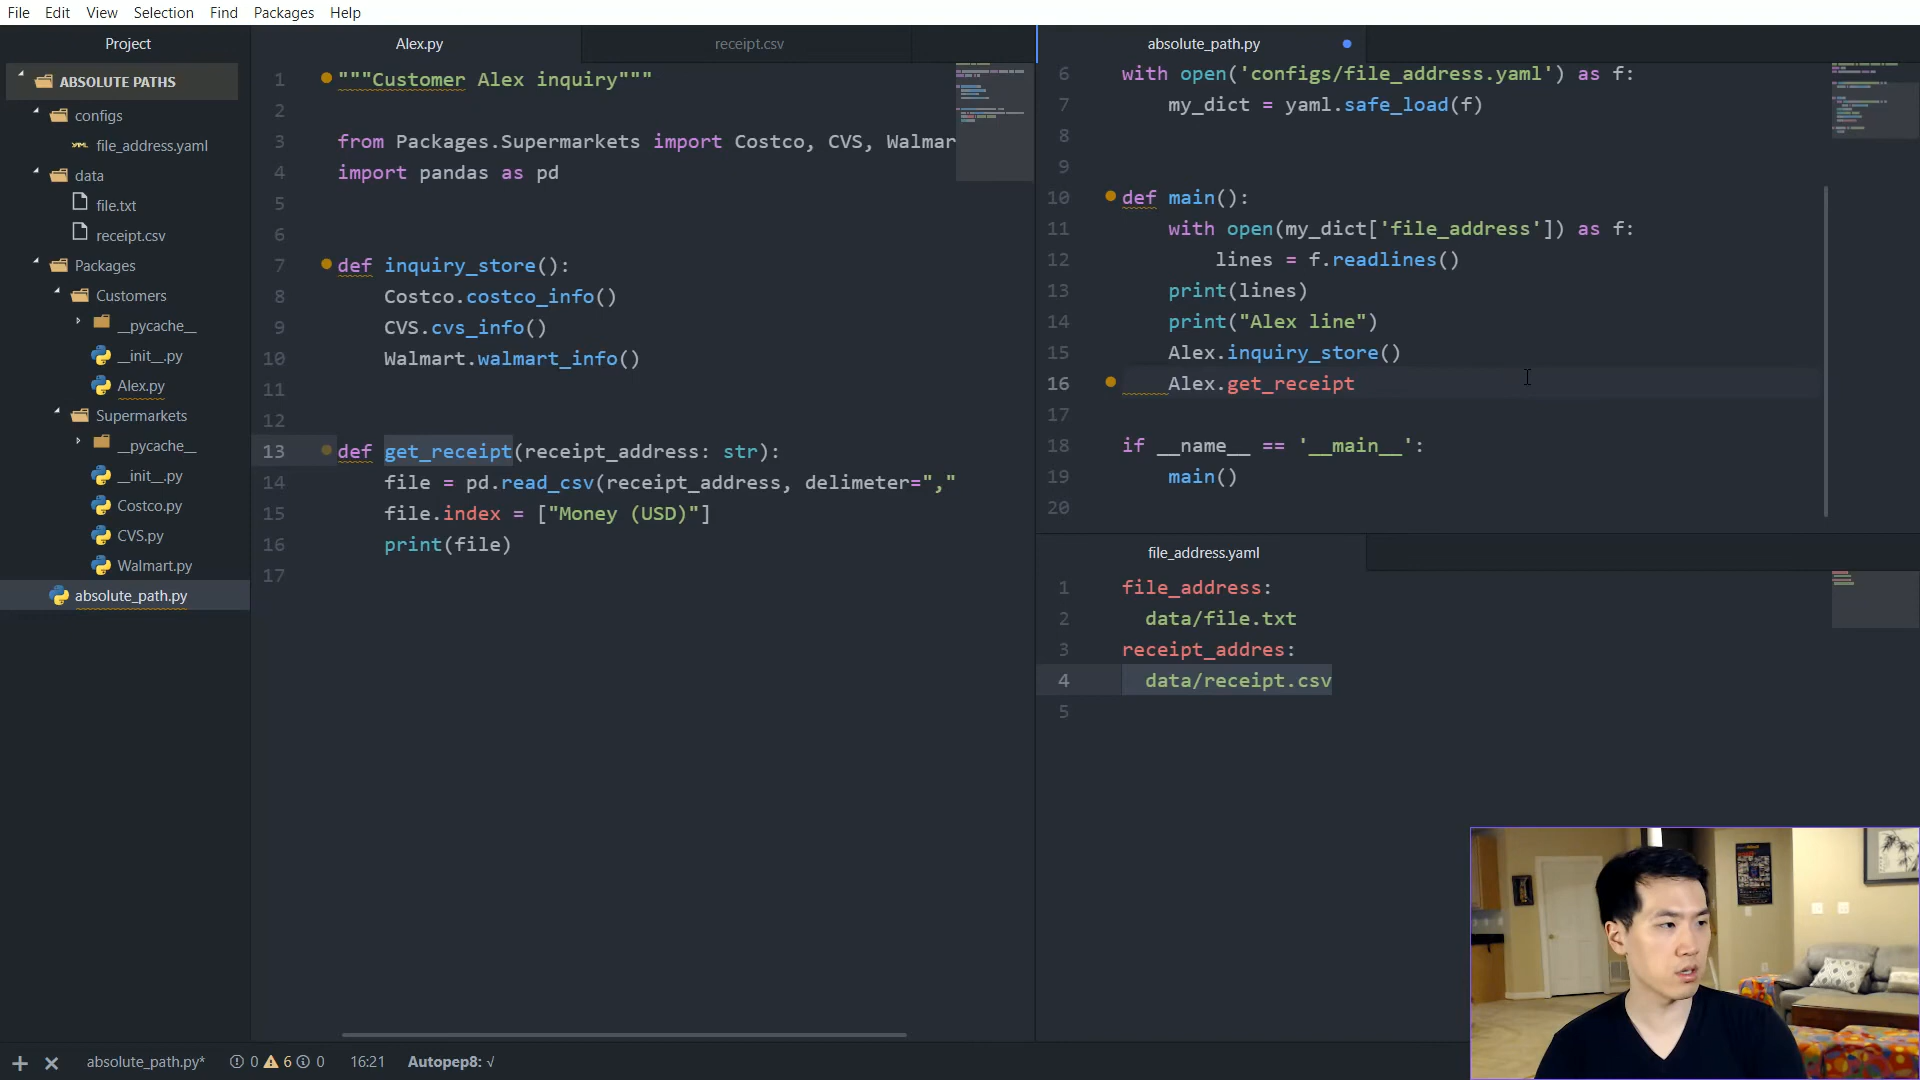 File Edit View Selection Find Packages Help
Project
ABSOLUTE PATHS
configs
file_address.yaml
data
file.txt
receipt.csv
Packages
Customers
__pycache__
__init__.py
Alex.py
Supermarkets
__pycache__
__init__.py
Costco.py
CVS.py
Walmart.py
absolute_path.py
Alex.py receipt.csv
1 """Customer Alex inquiry"""
2
3 from Packages.Supermarkets import Costco, CVS, Walmar
4 import pandas as pd
5
6
7 def inquiry_store():
8 Costco.costco_info()
9 CVS.cvs_info()
10 Walmart.walmart_info()
11
12
13 def get_receipt(receipt_address: str):
14 file = pd.read_csv(receipt_address, delimeter=","
15 file.index = ["Money (USD)"]
16 print(file)
17
absolute_path.py
6 with open('configs/file_address.yaml') as f:
7 my_dict = yaml.safe_load(f)
8
9
10 def main():
11 with open(my_dict['file_address']) as f:
12 lines = f.readlines()
13 print(lines)
14 print("Alex line")
15 Alex.inquiry_store()
16 Alex.get_receipt
17
18 if __name__ == '__main__':
19 main()
20
file_address.yaml
1 file_address:
2 data/file.txt
3 receipt_addres:
4 data/receipt.csv
5
absolute_path.py* 0 6 0 16:21 Autopep8: √